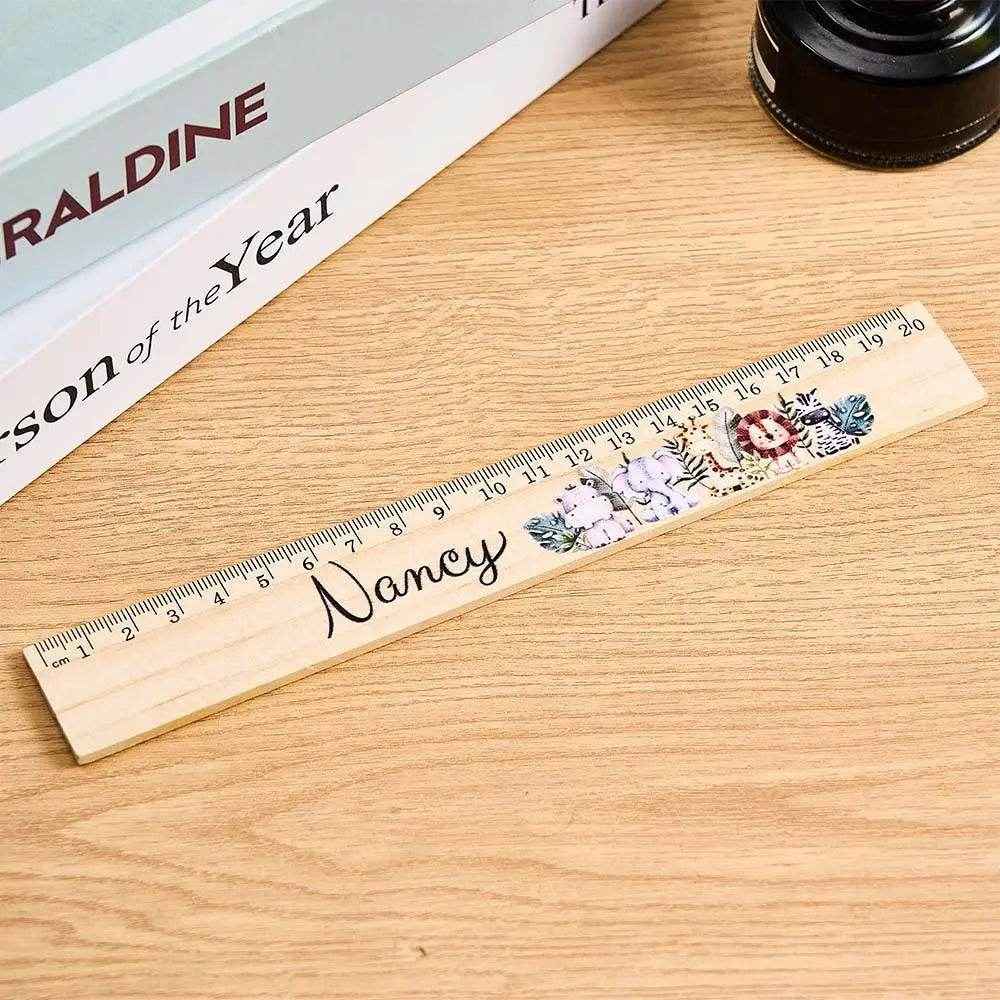 RALDINE
rson of the Year
cm 1 2 3 4 5 6 7 8 9 10 11 12 13 14 15 16 17 18 19 20
Nancy